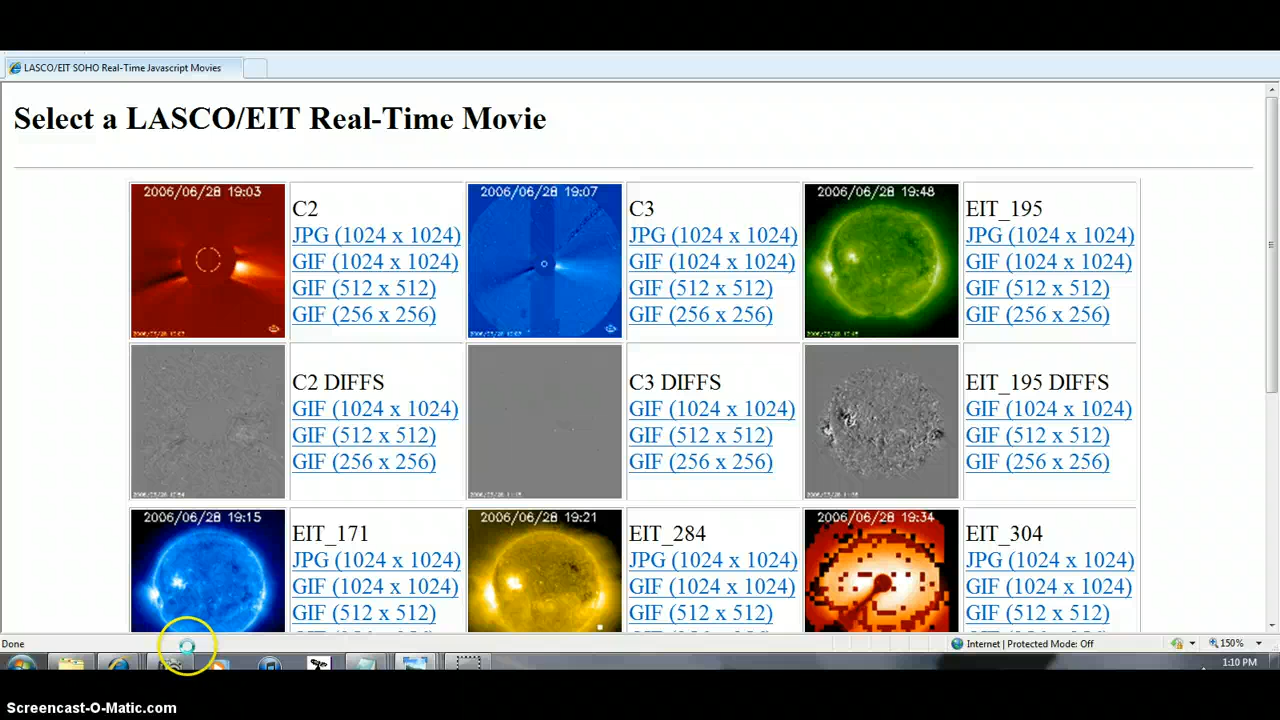 LASCO/EIT SOHO Real-Time Javascript Movies
Select a LASCO/EIT Real-Time Movie
2006/06/28 19:03
C2
JPG (1024 x 1024)
GIF (1024 x 1024)
GIF (512 x 512)
GIF (256 x 256)
2006/06/28 19:07
C3
JPG (1024 x 1024)
GIF (1024 x 1024)
GIF (512 x 512)
GIF (256 x 256)
2006/06/28 19:48
EIT_195
JPG (1024 x 1024)
GIF (1024 x 1024)
GIF (512 x 512)
GIF (256 x 256)
C2 DIFFS
GIF (1024 x 1024)
GIF (512 x 512)
GIF (256 x 256)
C3 DIFFS
GIF (1024 x 1024)
GIF (512 x 512)
GIF (256 x 256)
EIT_195 DIFFS
GIF (1024 x 1024)
GIF (512 x 512)
GIF (256 x 256)
2006/06/28 19:15
EIT_171
JPG (1024 x 1024)
GIF (1024 x 1024)
GIF (512 x 512)
2006/06/28 19:21
EIT_284
JPG (1024 x 1024)
GIF (1024 x 1024)
GIF (512 x 512)
2006/06/28 19:34
EIT_304
JPG (1024 x 1024)
GIF (1024 x 1024)
GIF (512 x 512)
Done
Internet | Protected Mode: Off
150%
1:10 PM
Screencast-O-Matic.com